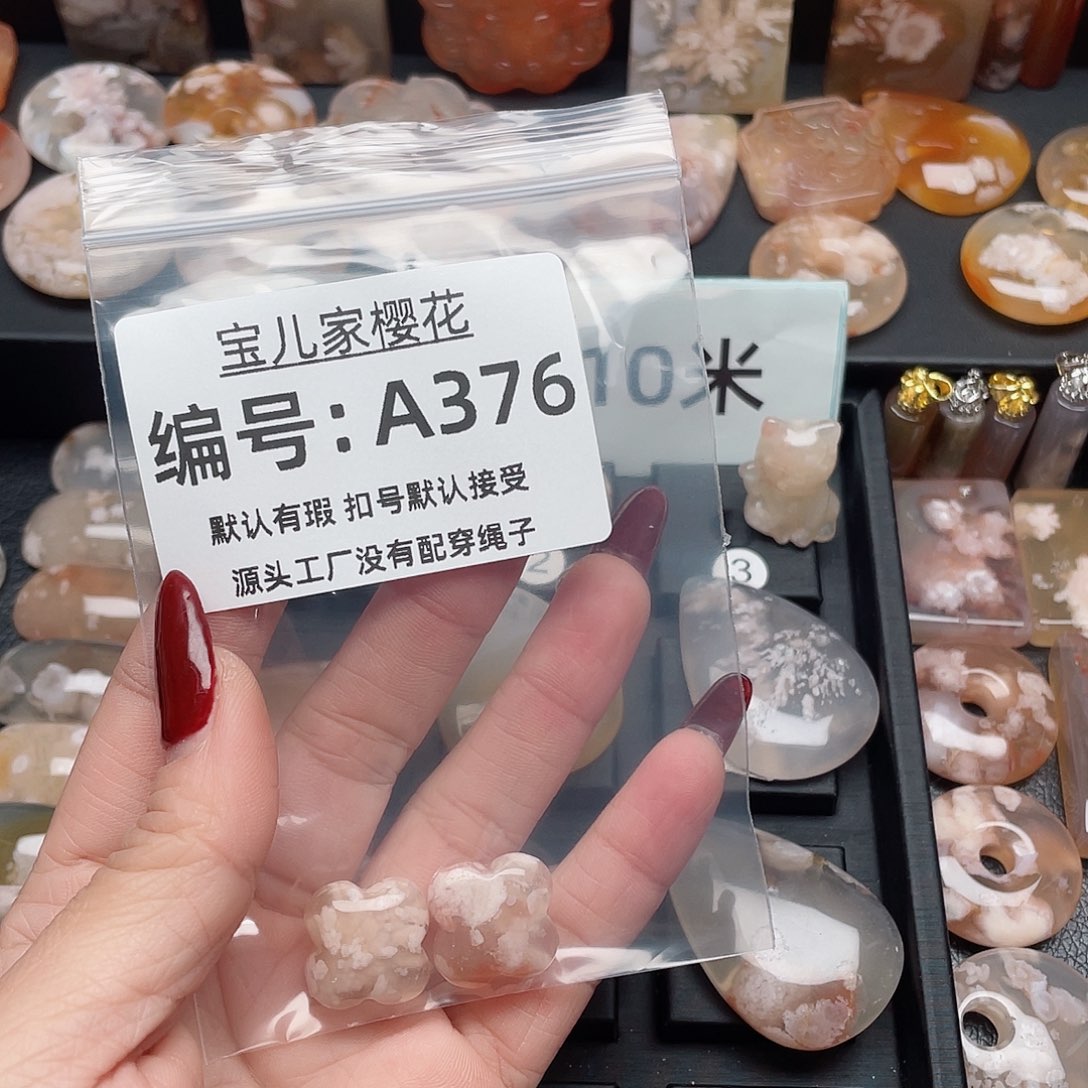 宝儿家樱花
编号：A376
默认有瑕 扣号默认接受
源头工厂没有配穿绳子
10米
2
3